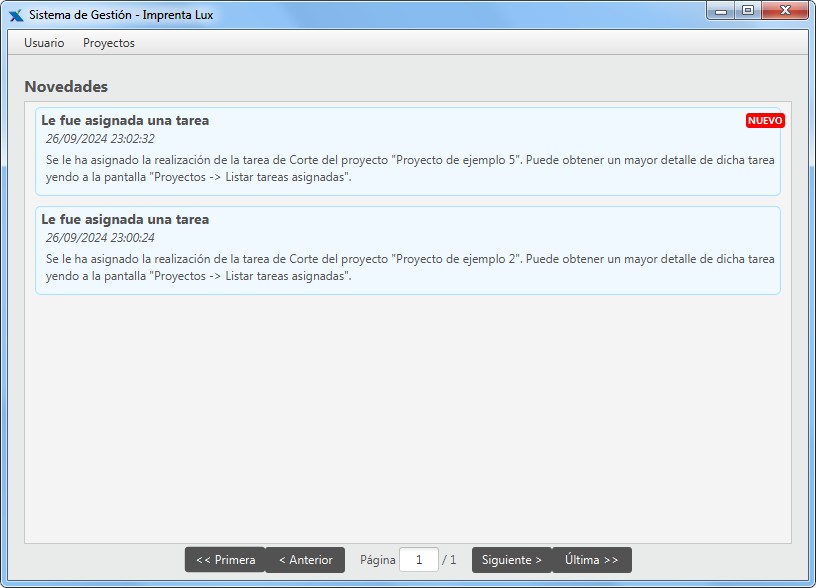 Sistema de Gestión - Imprenta Lux
Usuario Proyectos
Novedades
Le fue asignada una tarea NUEVO
26/09/2024 23:02:32
Se le ha asignado la realización de la tarea de Corte del proyecto "Proyecto de ejemplo 5". Puede obtener un mayor detalle de dicha tarea
yendo a la pantalla "Proyectos -> Listar tareas asignadas".
Le fue asignada una tarea
26/09/2024 23:00:24
Se le ha asignado la realización de la tarea de Corte del proyecto "Proyecto de ejemplo 2". Puede obtener un mayor detalle de dicha tarea
yendo a la pantalla "Proyectos -> Listar tareas asignadas".
<< Primera < Anterior Página 1 / 1 Siguiente > Última >>